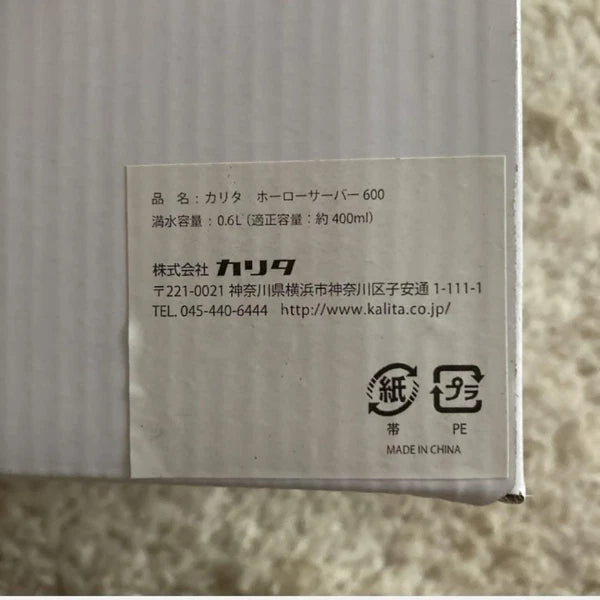 品 名：カリタ ホーローサーバー 600
満水容量：0.6L（適正容量：約 400ml）
株式会社 カリタ
〒221-0021 神奈川県横浜市神奈川区子安通 1-111-1
TEL. 045-440-6444 http://www.kalita.co.jp/
紙 プラ
帯 PE
MADE IN CHINA